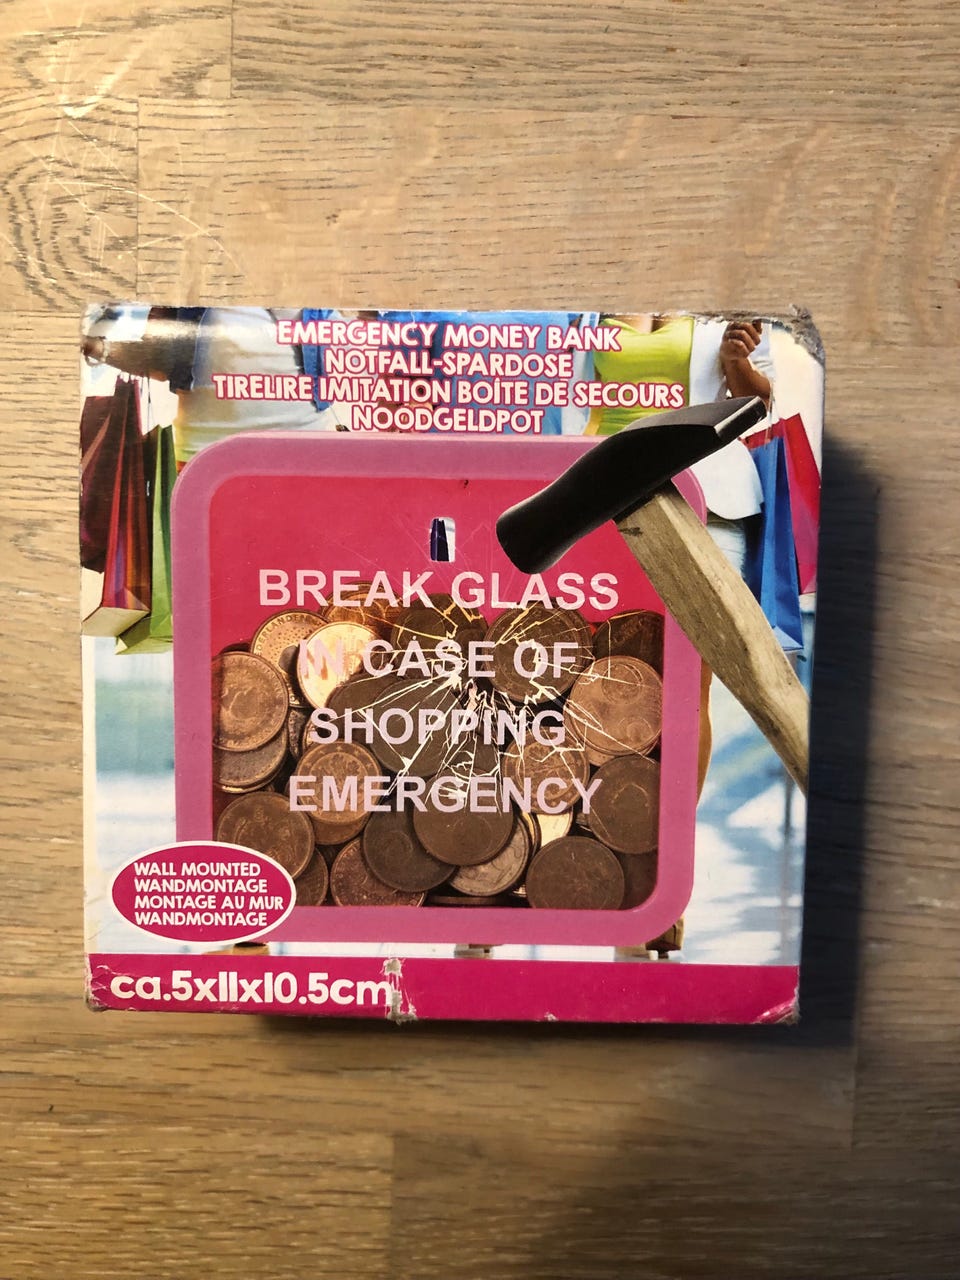 EMERGENCY MONEY BANK
NOTFALL-SPARDOSE
TIRELIRE IMITATION BOÎTE DE SECOURS
NOODGELDPOT
BREAK GLASS
IN CASE OF
SHOPPING
EMERGENCY
WALL MOUNTED
WANDMONTAGE
MONTAGE AU MUR
WANDMONTAGE
ca.5x11x10.5cm